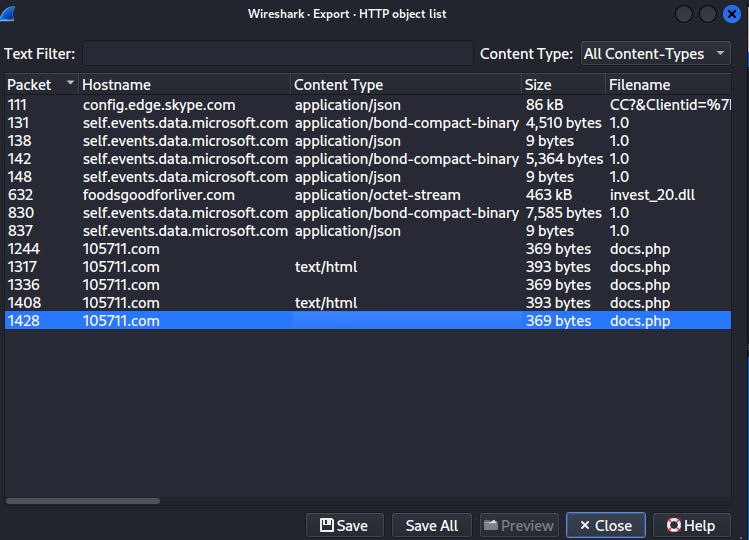 Wireshark · Export · HTTP object list
Text Filter: Content Type: All Content-Types
Packet Hostname Content Type Size Filename
111 config.edge.skype.com application/json 86 kB CC?&Clientid=%7
131 self.events.data.microsoft.com application/bond-compact-binary 4,510 bytes 1.0
138 self.events.data.microsoft.com application/json 9 bytes 1.0
142 self.events.data.microsoft.com application/bond-compact-binary 5,364 bytes 1.0
148 self.events.data.microsoft.com application/json 9 bytes 1.0
632 foodsgoodforliver.com application/octet-stream 463 kB invest_20.dll
830 self.events.data.microsoft.com application/bond-compact-binary 7,585 bytes 1.0
837 self.events.data.microsoft.com application/json 9 bytes 1.0
1244 105711.com 369 bytes docs.php
1317 105711.com text/html 393 bytes docs.php
1336 105711.com 369 bytes docs.php
1408 105711.com text/html 393 bytes docs.php
1428 105711.com 369 bytes docs.php
Save Save All Preview Close Help